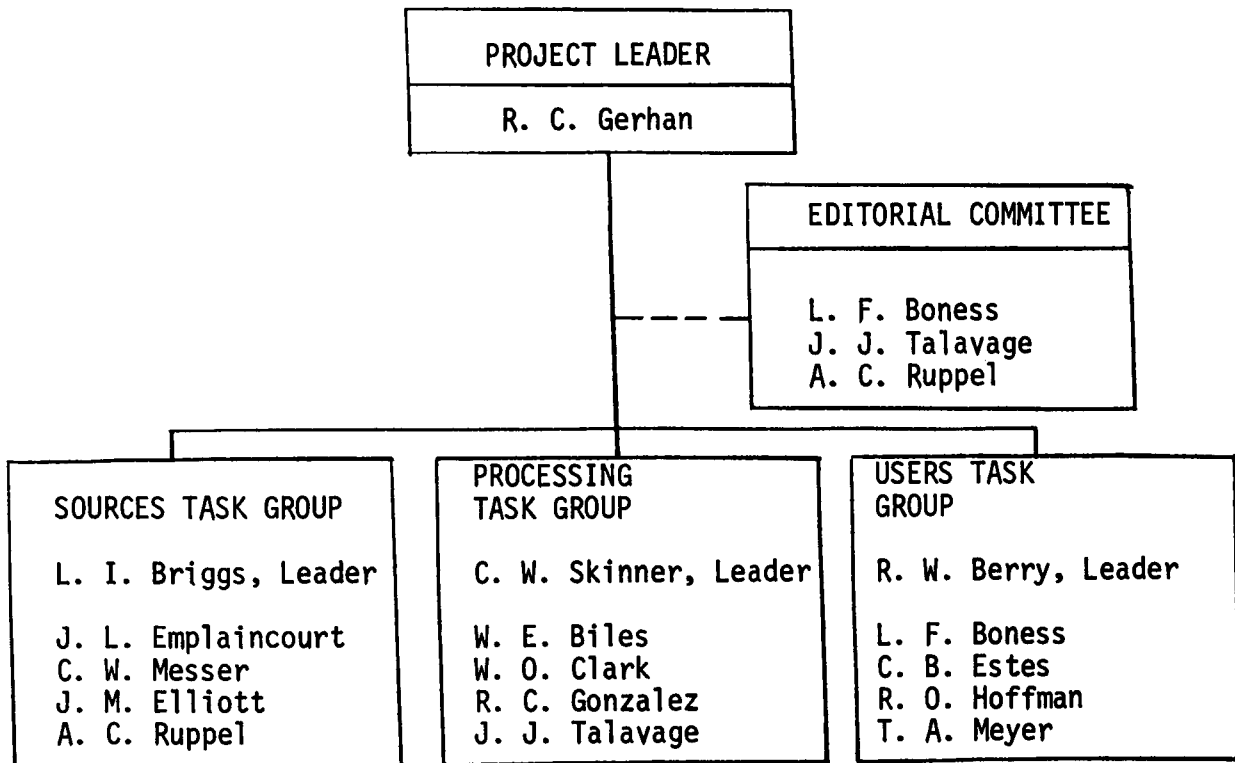 PROJECT LEADER
R. C. Gerhan
EDITORIAL COMMITTEE
L. F. Boness
J. J. Talavage
A. C. Ruppel
SOURCES TASK GROUP
L. I. Briggs, Leader
J. L. Emplaincourt
C. W. Messer
J. M. Elliott
A. C. Ruppel
PROCESSING
TASK GROUP
C. W. Skinner, Leader
W. E. Biles
W. O. Clark
R. C. Gonzalez
J. J. Talavage
USERS TASK
GROUP
R. W. Berry, Leader
L. F. Boness
C. B. Estes
R. O. Hoffman
T. A. Meyer